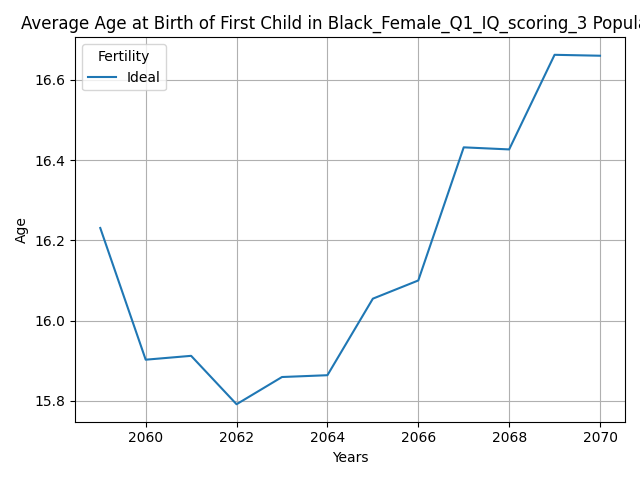 Average Age at Birth of First Child in Black_Female_Q1_IQ_scoring_3 Popula
Fertility
Ideal
16.6
16.4
16.2
16.0
15.8
Age
2060 2062 2064 2066 2068 2070
Years